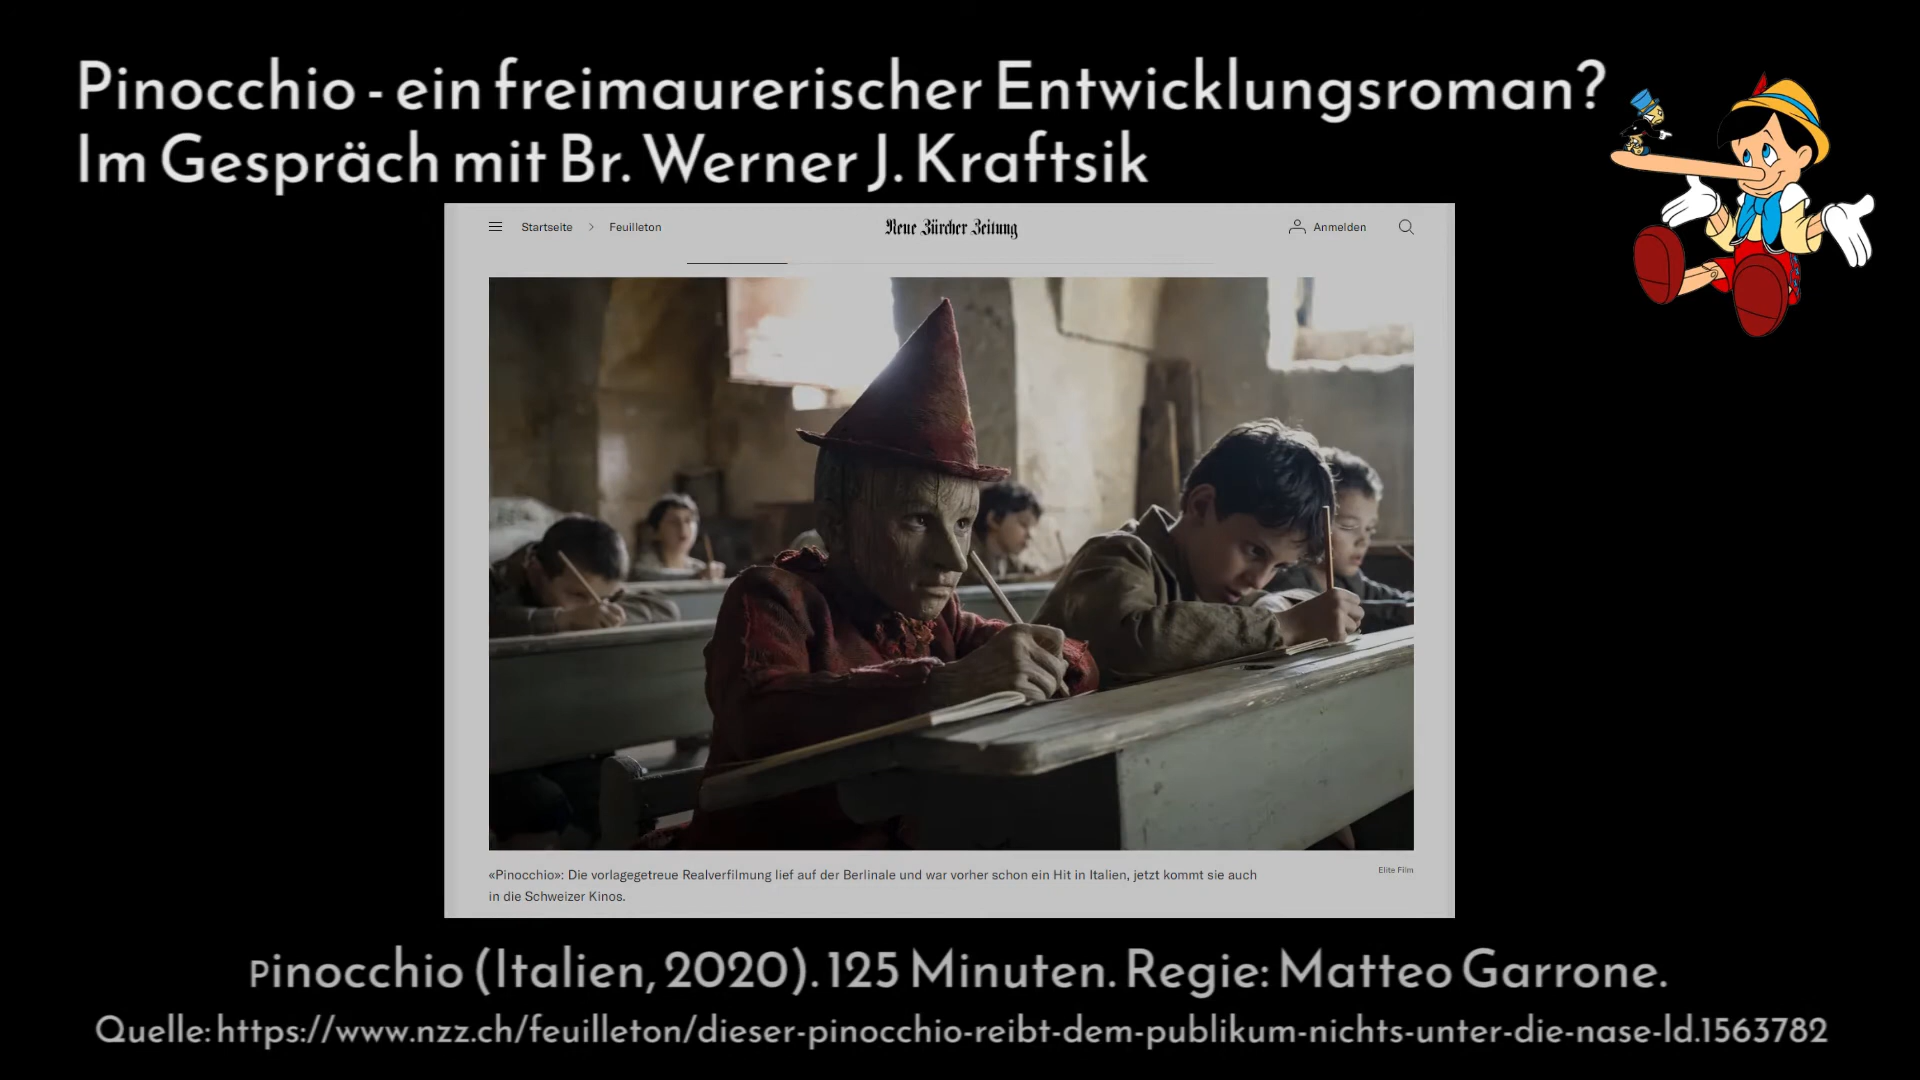 Pinocchio - ein freimaurerischer Entwicklungsroman?
Im Gespräch mit Br. Werner J. Kraftsik
Startseite > Feuilleton
Neue Zürcher Zeitung
Anmelden
«Pinocchio»: Die vorlagegetreue Realverfilmung lief auf der Berlinale und war vorher schon ein Hit in Italien, jetzt kommt sie auch
in die Schweizer Kinos.
Elite Film
Pinocchio (Italien, 2020). 125 Minuten. Regie: Matteo Garrone.
Quelle: https://www.nzz.ch/feuilleton/dieser-pinocchio-reibt-dem-publikum-nichts-unter-die-nase-ld.1563782